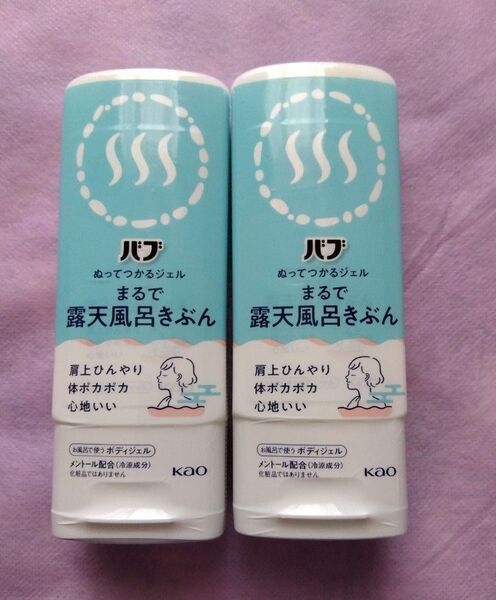 バブ
ぬってつかるジェル
まるで
露天風呂きぶん
肩上ひんやり
体ポカポカ
心地いい
お風呂で使う ボディジェル
メントール配合(冷涼成分)
化粧品ではありません
Kao
バブ
ぬってつかるジェル
まるで
露天風呂きぶん
肩上ひんやり
体ポカポカ
心地いい
お風呂で使う ボディジェル
メントール配合(冷涼成分)
化粧品ではありません
Kao